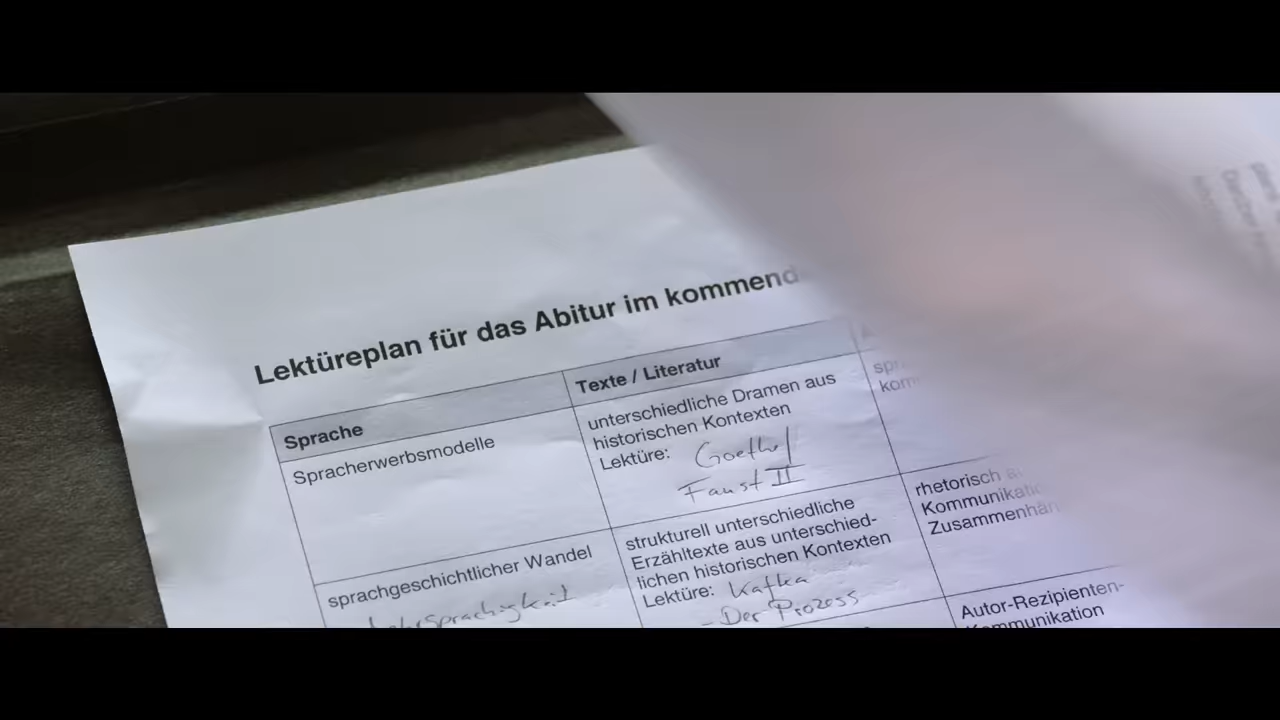 Lektüreplan für das Abitur im kommend
Sprache
Texte / Literatur
Spracherwerbsmodelle
unterschiedliche Dramen aus
historischen Kontexten
Lektüre: Goethe
Faust II
sprachgeschichtlicher Wandel
strukturell unterschiedliche
Erzähltexte aus unterschied-
lichen historischen Kontexten
Lektüre: Kafka
- Der Prozess
rhetorisch
Kommunikati
Zusammenhän
Autor-Rezipienten-
Kommunikation